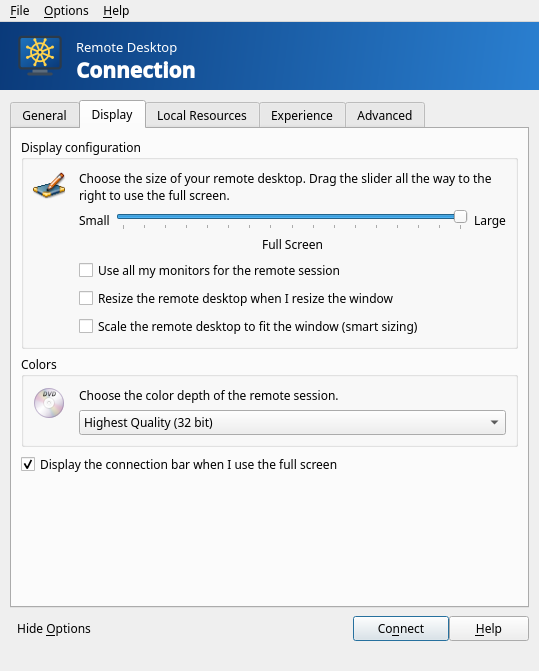 File Options Help
Remote Desktop
Connection
General Display Local Resources Experience Advanced
Display configuration
Choose the size of your remote desktop. Drag the slider all the way to the
right to use the full screen.
Small Large
Full Screen
Use all my monitors for the remote session
Resize the remote desktop when I resize the window
Scale the remote desktop to fit the window (smart sizing)
Colors
DVD
Choose the color depth of the remote session.
Highest Quality (32 bit)
Display the connection bar when I use the full screen
Hide Options Connect Help